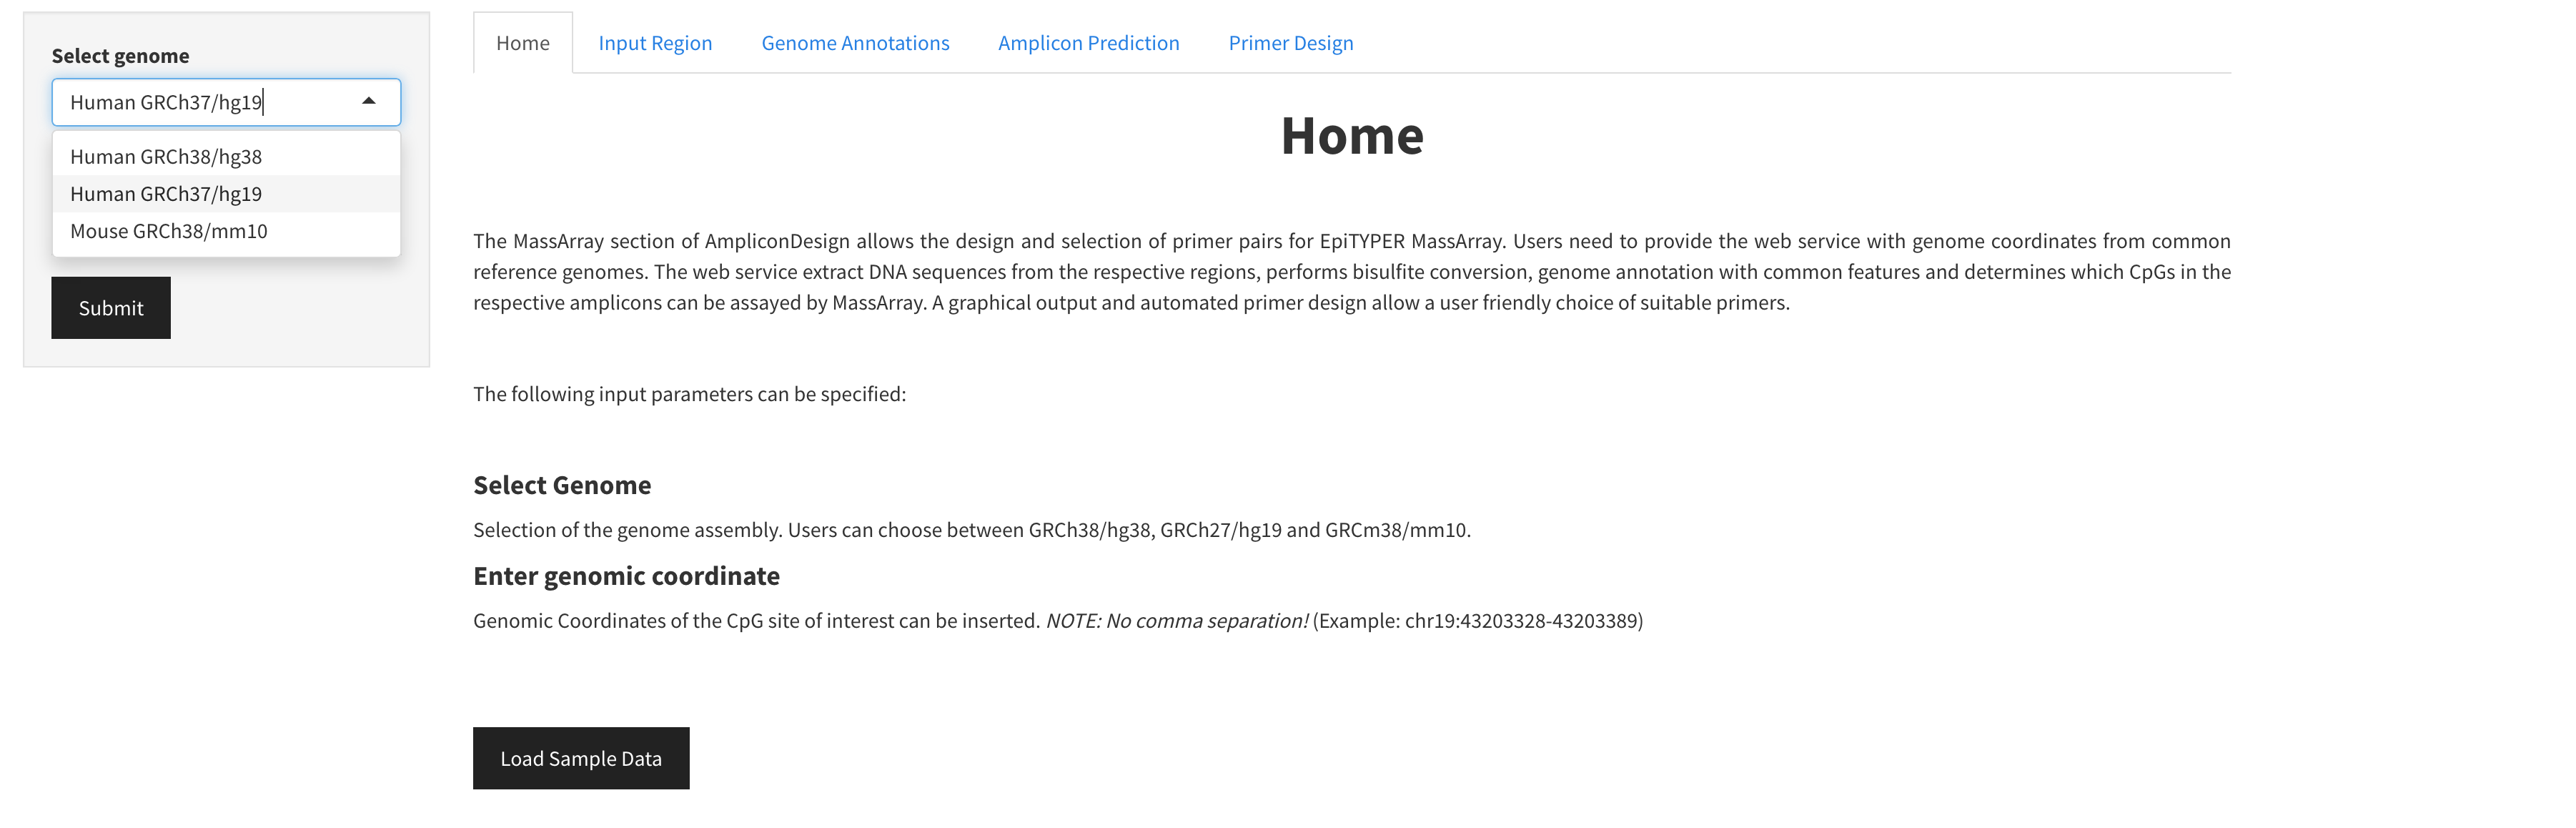 Select genome
Human GRCh37/hg19
Human GRCh38/hg38
Human GRCh37/hg19
Mouse GRCh38/mm10
Submit
Home
Input Region
Genome Annotations
Amplicon Prediction
Primer Design
Home
The MassArray section of AmpliconDesign allows the design and selection of primer pairs for EpiTYPER MassArray. Users need to provide the web service with genome coordinates from common
reference genomes. The web service extract DNA sequences from the respective regions, performs bisulfite conversion, genome annotation with common features and determines which CpGs in the
respective amplicons can be assayed by MassArray. A graphical output and automated primer design allow a user friendly choice of suitable primers.
The following input parameters can be specified:
Select Genome
Selection of the genome assembly. Users can choose between GRCh38/hg38, GRCh27/hg19 and GRCm38/mm10.
Enter genomic coordinate
Genomic Coordinates of the CpG site of interest can be inserted. NOTE: No comma separation! (Example: chr19:43203328-43203389)
Load Sample Data